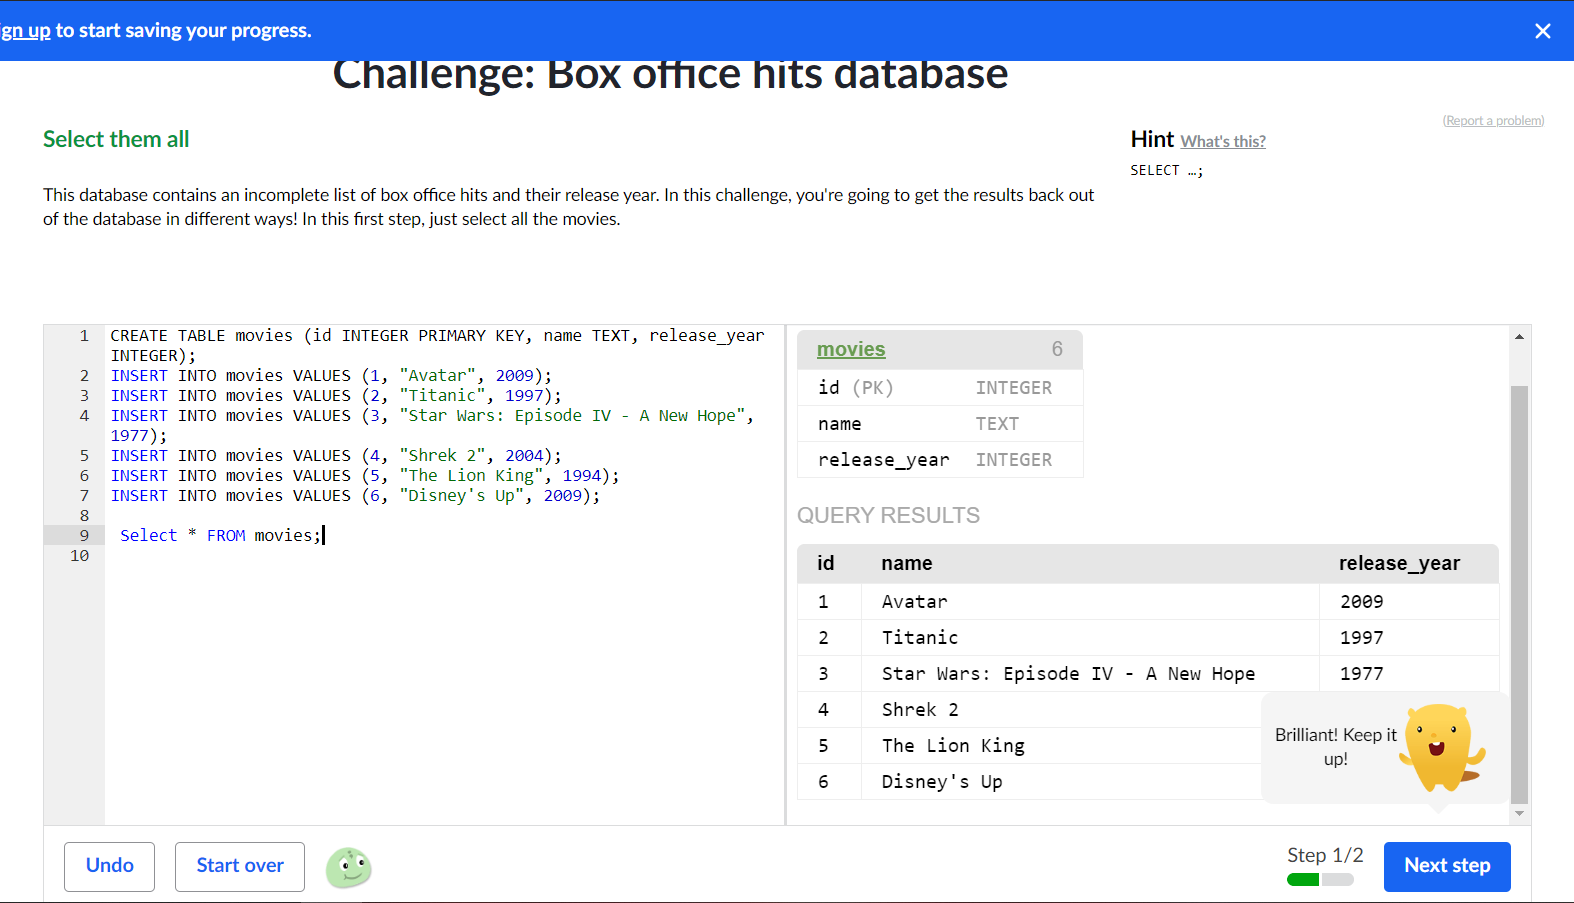 gn up to start saving your progress.
Challenge: Box office hits database
(Report a problem)
Select them all
Hint What's this?
SELECT …;
This database contains an incomplete list of box office hits and their release year. In this challenge, you're going to get the results back out
of the database in different ways! In this first step, just select all the movies.
1 CREATE TABLE movies (id INTEGER PRIMARY KEY, name TEXT, release_year
INTEGER);
2 INSERT INTO movies VALUES (1, "Avatar", 2009);
3 INSERT INTO movies VALUES (2, "Titanic", 1997);
4 INSERT INTO movies VALUES (3, "Star Wars: Episode IV - A New Hope",
1977);
5 INSERT INTO movies VALUES (4, "Shrek 2", 2004);
6 INSERT INTO movies VALUES (5, "The Lion King", 1994);
7 INSERT INTO movies VALUES (6, "Disney's Up", 2009);
8
9 Select * FROM movies;
10
movies 6
id (PK) INTEGER
name TEXT
release_year INTEGER
QUERY RESULTS
id name release_year
1 Avatar 2009
2 Titanic 1997
3 Star Wars: Episode IV - A New Hope 1977
4 Shrek 2
5 The Lion King
6 Disney's Up
Brilliant! Keep it
up!
Undo
Start over
Step 1/2
Next step